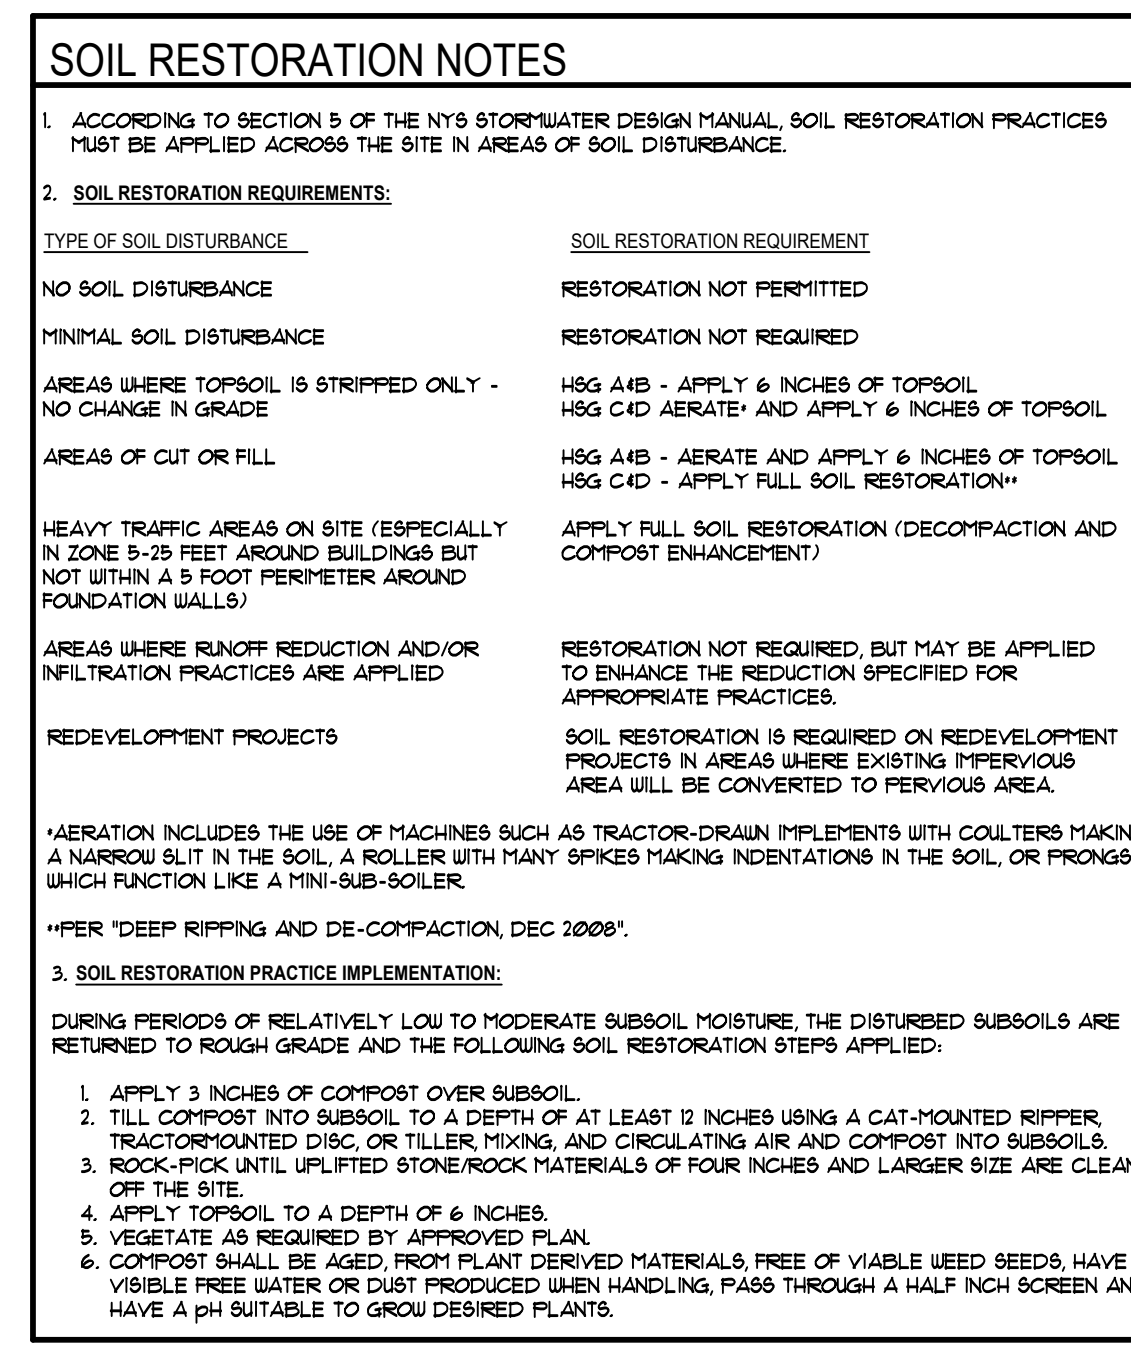 SOIL RESTORATION NOTES
1. ACCORDING TO SECTION 5 OF THE NYS STORMWATER DESIGN MANUAL, SOIL RESTORATION PRACTICES
MUST BE APPLIED ACROSS THE SITE IN AREAS OF SOIL DISTURBANCE.
2. SOIL RESTORATION REQUIREMENTS:
TYPE OF SOIL DISTURBANCE SOIL RESTORATION REQUIREMENT
NO SOIL DISTURBANCE RESTORATION NOT PERMITTED
MINIMAL SOIL DISTURBANCE RESTORATION NOT REQUIRED
AREAS WHERE TOPSOIL IS STRIPPED ONLY - HSG A&B - APPLY 6 INCHES OF TOPSOIL
NO CHANGE IN GRADE HSG C&D AERATE* AND APPLY 6 INCHES OF TOPSOIL
AREAS OF CUT OR FILL HSG A&B - AERATE AND APPLY 6 INCHES OF TOPSOIL
HSG C&D - APPLY FULL SOIL RESTORATION**
HEAVY TRAFFIC AREAS ON SITE (ESPECIALLY APPLY FULL SOIL RESTORATION (DECOMPACTION AND
IN ZONE 5-25 FEET AROUND BUILDINGS BUT COMPOST ENHANCEMENT)
NOT WITHIN A 5 FOOT PERIMETER AROUND
FOUNDATION WALLS)
AREAS WHERE RUNOFF REDUCTION AND/OR RESTORATION NOT REQUIRED, BUT MAY BE APPLIED
INFILTRATION PRACTICES ARE APPLIED TO ENHANCE THE REDUCTION SPECIFIED FOR
APPROPRIATE PRACTICES.
REDEVELOPMENT PROJECTS SOIL RESTORATION IS REQUIRED ON REDEVELOPMENT
PROJECTS IN AREAS WHERE EXISTING IMPERVIOUS
AREA WILL BE CONVERTED TO PERVIOUS AREA.
*AERATION INCLUDES THE USE OF MACHINES SUCH AS TRACTOR-DRAWN IMPLEMENTS WITH COULTERS MAKIN
A NARROW SLIT IN THE SOIL, A ROLLER WITH MANY SPIKES MAKING INDENTATIONS IN THE SOIL, OR PRONGS
WHICH FUNCTION LIKE A MINI-SUB-SOILER.
**PER "DEEP RIPPING AND DE-COMPACTION, DEC 2008".
3. SOIL RESTORATION PRACTICE IMPLEMENTATION:
DURING PERIODS OF RELATIVELY LOW TO MODERATE SUBSOIL MOISTURE, THE DISTURBED SUBSOILS ARE
RETURNED TO ROUGH GRADE AND THE FOLLOWING SOIL RESTORATION STEPS APPLIED:
1. APPLY 3 INCHES OF COMPOST OVER SUBSOIL.
2. TILL COMPOST INTO SUBSOIL TO A DEPTH OF AT LEAST 12 INCHES USING A CAT-MOUNTED RIPPER,
TRACTORMOUNTED DISC, OR TILLER, MIXING, AND CIRCULATING AIR AND COMPOST INTO SUBSOILS.
3. ROCK-PICK UNTIL UPLIFTED STONE/ROCK MATERIALS OF FOUR INCHES AND LARGER SIZE ARE CLEAN
OFF THE SITE.
4. APPLY TOPSOIL TO A DEPTH OF 6 INCHES.
5. VEGETATE AS REQUIRED BY APPROVED PLAN.
6. COMPOST SHALL BE AGED, FROM PLANT DERIVED MATERIALS, FREE OF VIABLE WEED SEEDS, HAVE
VISIBLE FREE WATER OR DUST PRODUCED WHEN HANDLING, PASS THROUGH A HALF INCH SCREEN AN
HAVE A pH SUITABLE TO GROW DESIRED PLANTS.